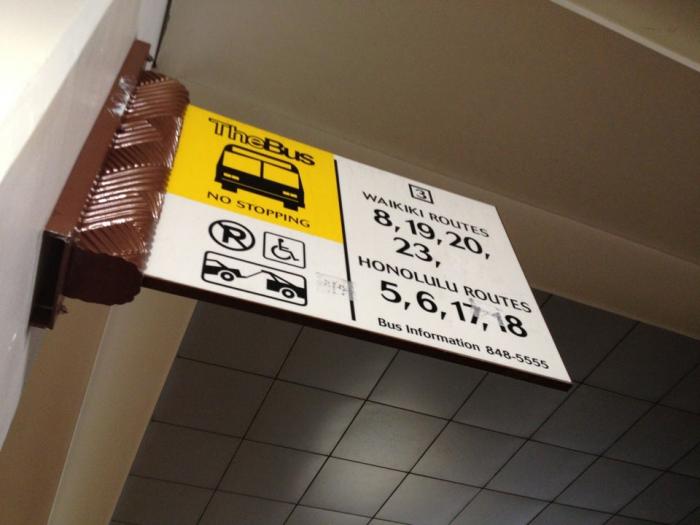 TheBus
NO STOPPING
P
3
WAIKIKI ROUTES
8, 19, 20,
23,
HONOLULU ROUTES
5, 6, 17, 18
Bus Information 848-5555